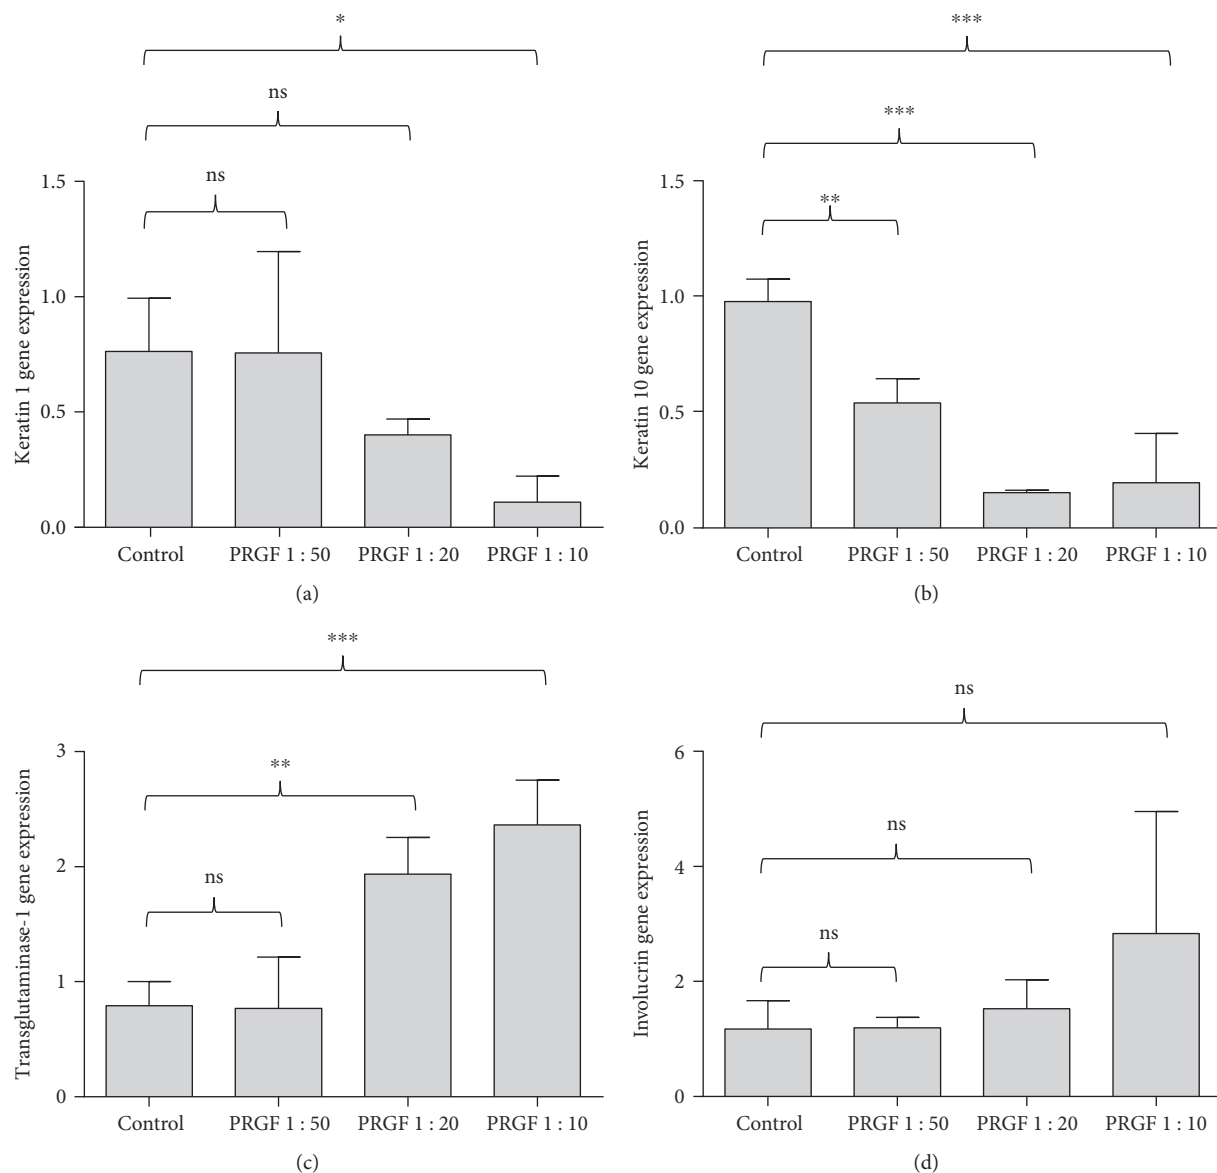 *
ns
ns
1.5
1.0
0.5
0.0
Keratin 1 gene expression
Control
PRGF 1 : 50
PRGF 1 : 20
PRGF 1 : 10
(a)
***
***
**
1.5
1.0
0.5
0.0
Keratin 10 gene expression
Control
PRGF 1 : 50
PRGF 1 : 20
PRGF 1 : 10
(b)
***
**
ns
3
2
1
0
Transglutaminase-1 gene expression
Control
PRGF 1 : 50
PRGF 1 : 20
PRGF 1 : 10
(c)
ns
ns
ns
6
4
2
0
Involucrin gene expression
Control
PRGF 1 : 50
PRGF 1 : 20
PRGF 1 : 10
(d)